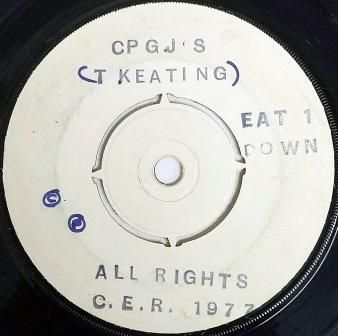 CPGJ'S
(T.KEATING)
EAT 1
DOWN
ALL RIGHTS
C.E.R. 1977